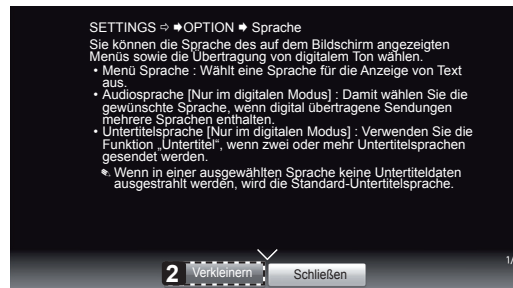 SETTINGS ⇨ ➡OPTION ➡ Sprache
Sie können die Sprache des auf dem Bildschirm angezeigten
Menüs sowie die Übertragung von digitalem Ton wählen.
• Menü Sprache : Wählt eine Sprache für die Anzeige von Text
aus.
• Audiosprache [Nur im digitalen Modus] : Damit wählen Sie die
gewünschte Sprache, wenn digital übertragene Sendungen
mehrere Sprachen enthalten.
• Untertitelsprache [Nur im digitalen Modus] : Verwenden Sie die
Funktion „Untertitel“, wenn zwei oder mehr Untertitelsprachen
gesendet werden.
✎ Wenn in einer ausgewählten Sprache keine Untertiteldaten
ausgestrahlt werden, wird die Standard-Untertitelsprache.
1/
2 Verkleinern Schließen